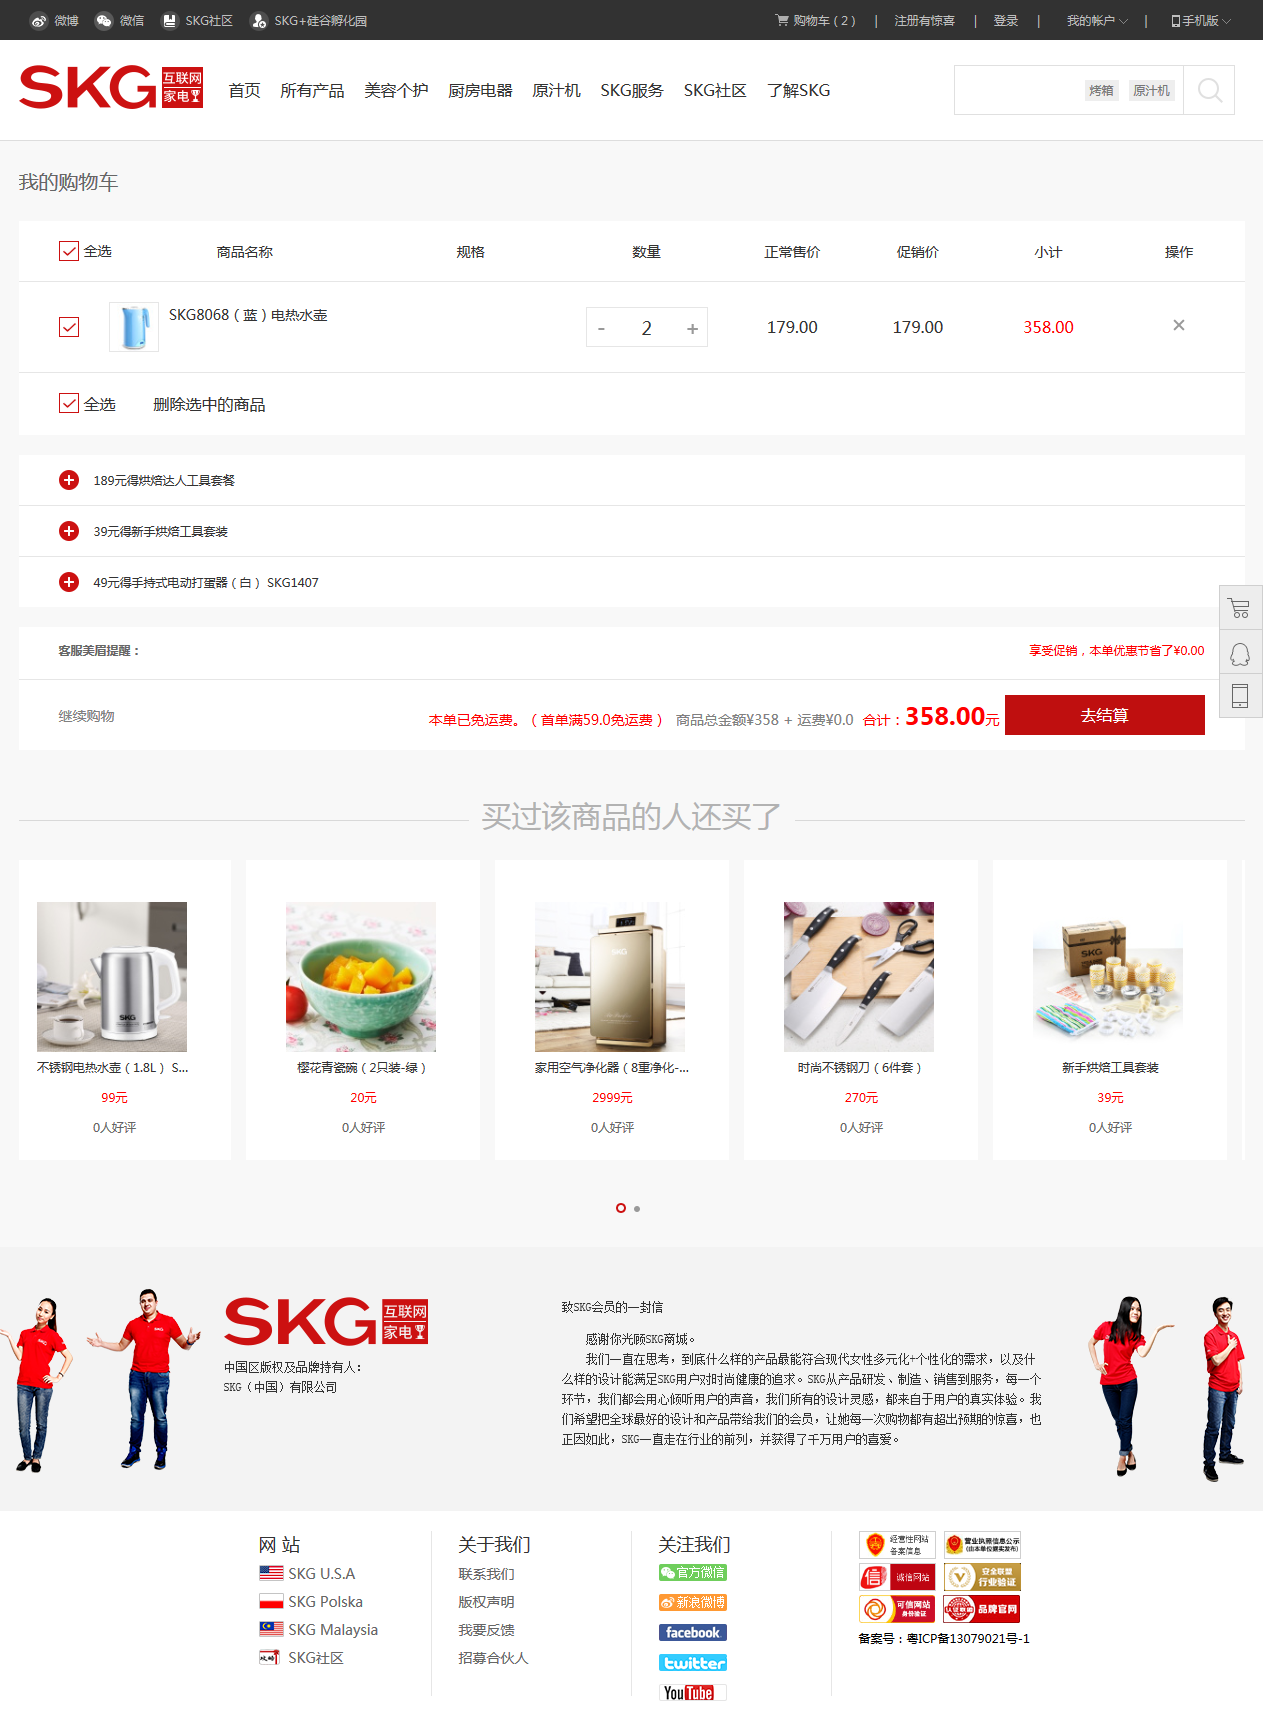 微博 微信 SKG社区 SKG+硅谷孵化园 购物车（2） | 注册有惊喜 | 登录 | 我的帐户 | 手机版
SKG 互联网家电 首页 所有产品 美容个护 厨房电器 原汁机 SKG服务 SKG社区 了解SKG 烤箱 原汁机
我的购物车
全选 商品名称 规格 数量 正常售价 促销价 小计 操作
SKG8068（蓝）电热水壶 - 2 + 179.00 179.00 358.00 ×
全选 删除选中的商品
189元得烘焙达人工具套餐
39元得新手烘焙工具套装
49元得手持式电动打蛋器（白） SKG1407
客服美眉提醒： 享受促销，本单优惠节省了¥0.00
继续购物 本单已免运费。（首单满59.0免运费） 商品总金额¥358 + 运费¥0.0 合计：358.00元 去结算
买过该商品的人还买了
不锈钢电热水壶（1.8L） S... 樱花青瓷碗（2只装-绿） 家用空气净化器（8重净化-... 时尚不锈钢刀（6件套） 新手烘焙工具套装
99元 20元 2999元 270元 39元
0人好评 0人好评 0人好评 0人好评 0人好评
SKG 互联网家电
中国区版权及品牌持有人：
SKG（中国）有限公司
致SKG会员的一封信
感谢你光顾SKG商城。
我们一直在思考，到底什么样的产品最能符合现代女性多元化+个性化的需求，以及什
么样的设计能满足SKG用户对时尚健康的追求。SKG从产品研发、制造、销售到服务，每一个
环节，我们都会用心倾听用户的声音，我们所有的设计灵感，都来自于用户的真实体验。我
们希望把全球最好的设计和产品带给我们的会员，让她每一次购物都有超出预期的惊喜，也
正因如此，SKG一直走在行业的前列，并获得了千万用户的喜爱。
网 站
SKG U.S.A
SKG Polska
SKG Malaysia
SKG社区
关于我们
联系我们
版权声明
我要反馈
招募合伙人
关注我们
官方微信
新浪微博
facebook
twitter
YouTube
经营性网站备案信息 营业执照信息公示（由本单位据实发布）
诚信网站 安全联盟行业验证
可信网站身份验证 认证联盟 品牌官网
备案号：粤ICP备13079021号-1